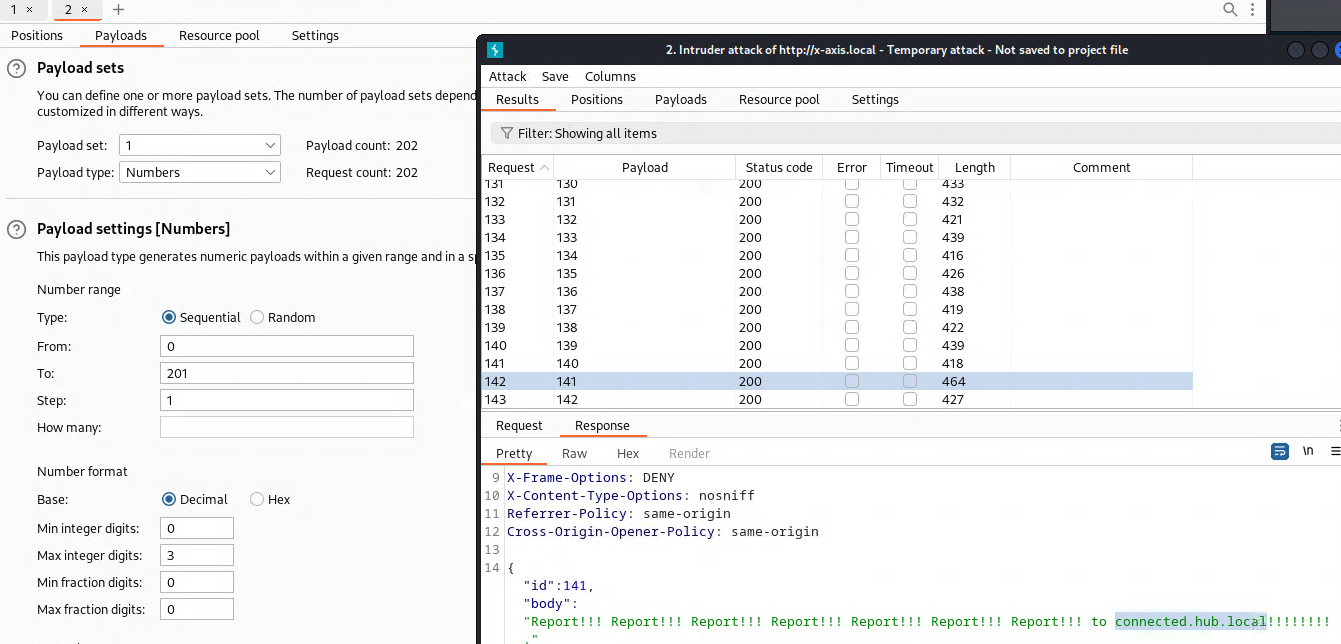 1 × 2 × +
Positions Payloads Resource pool Settings
Payload sets
You can define one or more payload sets. The number of payload sets depend
customized in different ways.
Payload set: 1 Payload count: 202
Payload type: Numbers Request count: 202
Payload settings [Numbers]
This payload type generates numeric payloads within a given range and in a s
Number range
Type: Sequential Random
From: 0
To: 201
Step: 1
How many:
Number format
Base: Decimal Hex
Min integer digits: 0
Max integer digits: 3
Min fraction digits: 0
Max fraction digits: 0
2. Intruder attack of http://x-axis.local - Temporary attack - Not saved to project file
Attack Save Columns
Results Positions Payloads Resource pool Settings
Filter: Showing all items
Request Payload Status code Error Timeout Length Comment
131 130 200 433
132 131 200 432
133 132 200 421
134 133 200 439
135 134 200 416
136 135 200 426
137 136 200 438
138 137 200 419
139 138 200 422
140 139 200 439
141 140 200 418
142 141 200 464
143 142 200 427
Request Response
Pretty Raw Hex Render \n
9 X-Frame-Options: DENY
10 X-Content-Type-Options: nosniff
11 Referrer-Policy: same-origin
12 Cross-Origin-Opener-Policy: same-origin
13
14 {
"id":141,
"body":
"Report!!! Report!!! Report!!! Report!!! Report!!! Report!!! Report!!! to connected.hub.local!!!!!!!!